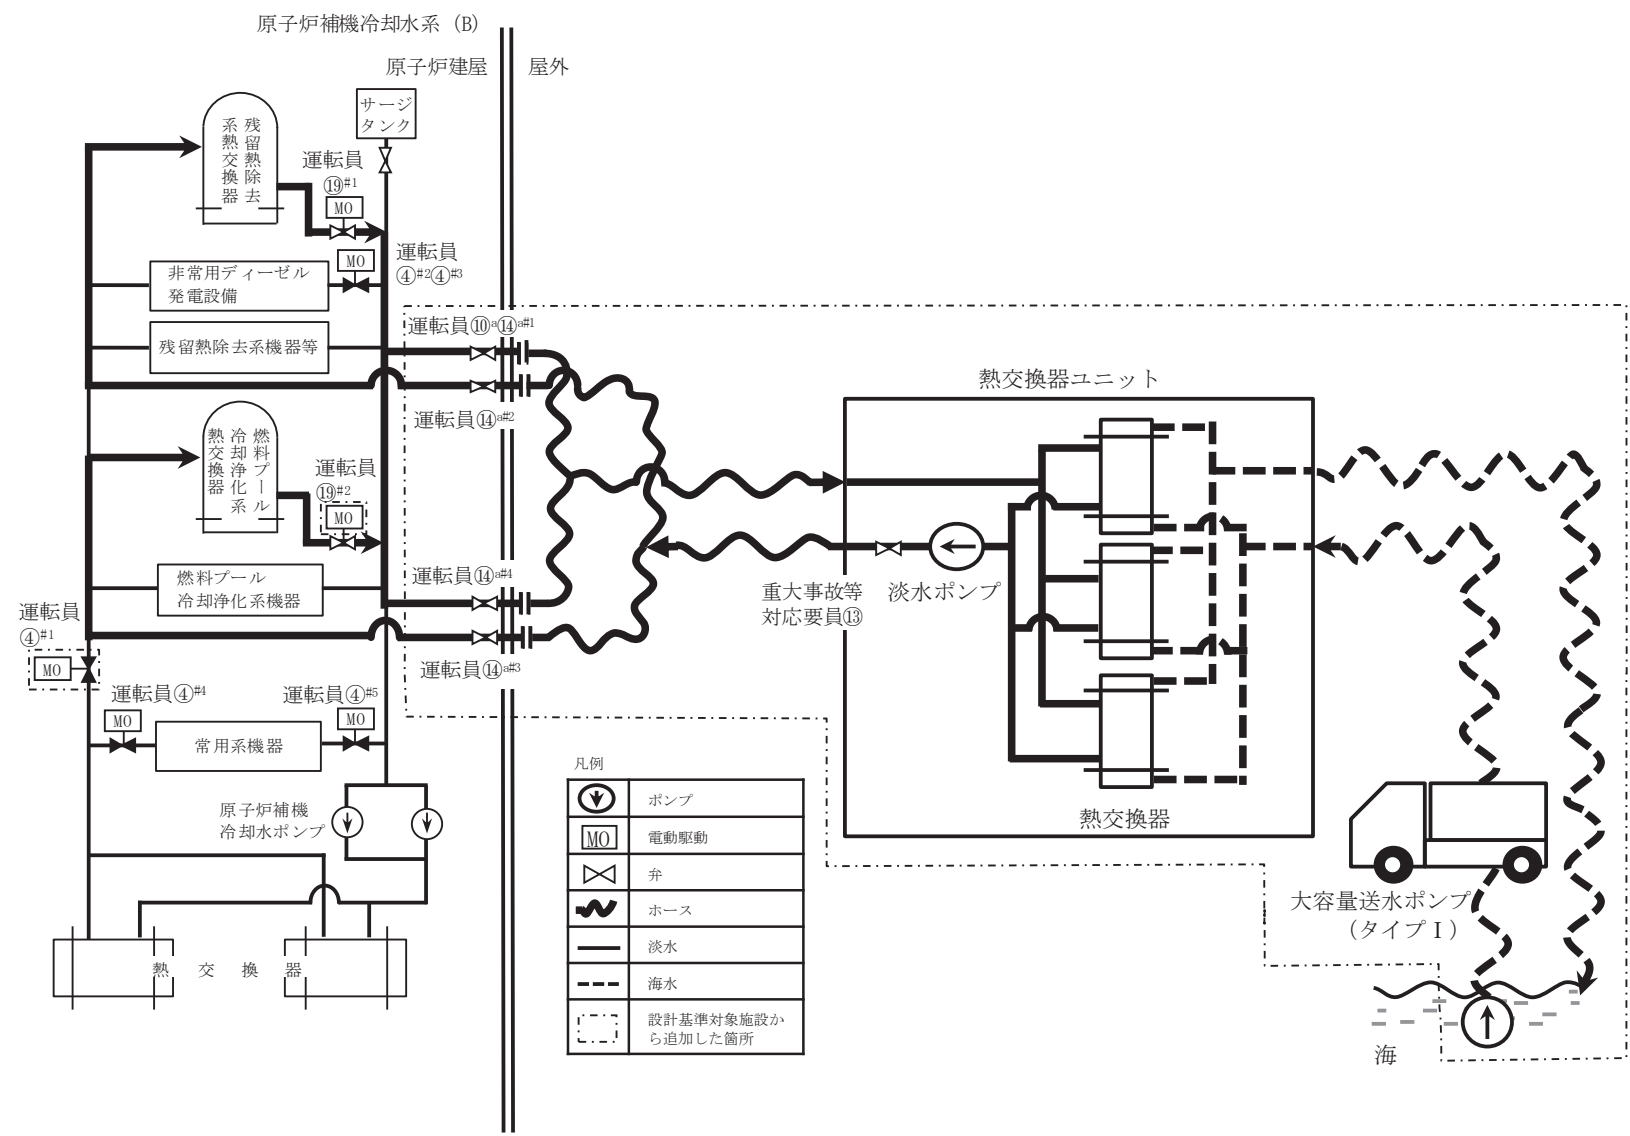 原子炉補機冷却水系（B）
原子炉建屋
屋外
サージ
タンク
残留熱除去
系熱交換器
運転員
⑲#1
MO
運転員
④#2④#3
MO
非常用ディーゼル
発電設備
残留熱除去系機器等
運転員⑩a⑭a#1
運転員⑭a#2
熱交換器ユニット
燃料プール
冷却浄化系
熱交換器
運転員
⑲#2
MO
燃料プール
冷却浄化系機器
運転員⑭a#4
運転員⑭a#3
運転員
④#1
MO
運転員④#4
MO
運転員④#5
MO
常用系機器
重大事故等
対応要員⑬
淡水ポンプ
熱交換器
原子炉補機
冷却水ポンプ
熱交換器
大容量送水ポンプ
（タイプⅠ）
海
凡例
ポンプ
MO
電動駆動
弁
ホース
淡水
海水
設計基準対象施設か
ら追加した箇所